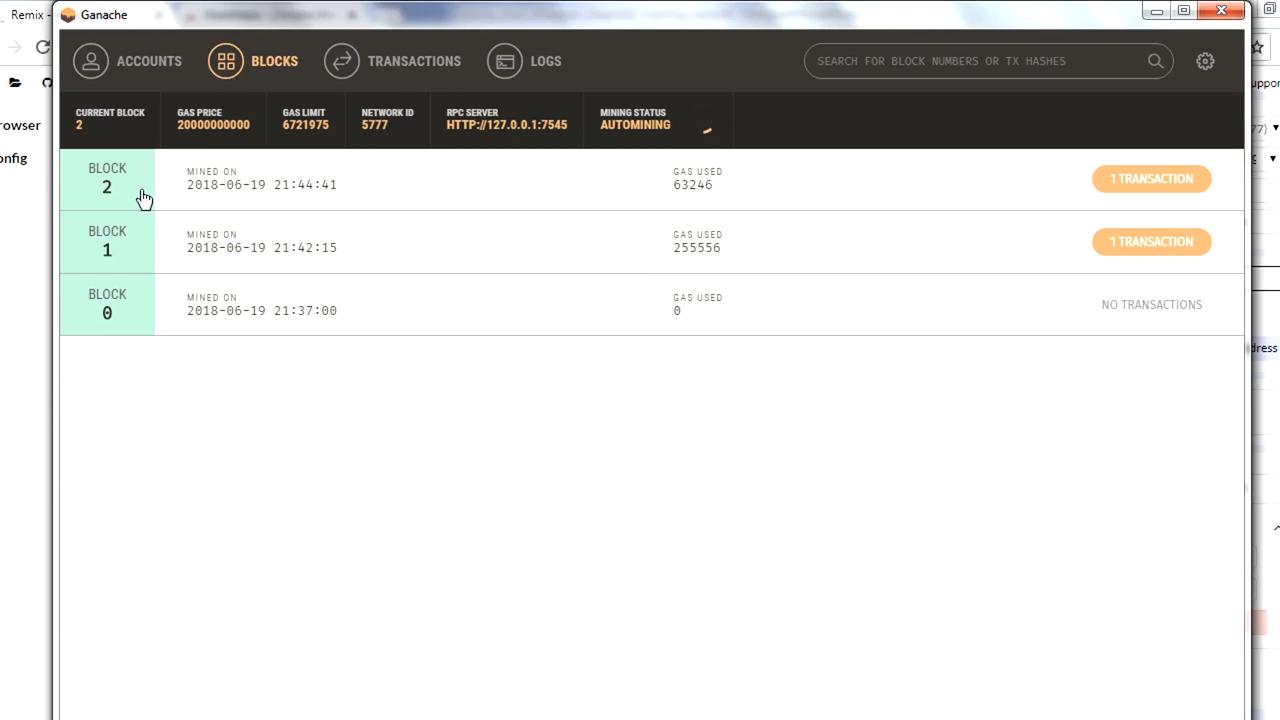 Remix -
Ganache
ACCOUNTS
BLOCKS
TRANSACTIONS
LOGS
SEARCH FOR BLOCK NUMBERS OR TX HASHES
CURRENT BLOCK
2
GAS PRICE
20000000000
GAS LIMIT
6721975
NETWORK ID
5777
RPC SERVER
HTTP://127.0.0.1:7545
MINING STATUS
AUTOMINING
BLOCK
2
MINED ON
2018-06-19 21:44:41
GAS USED
63246
1 TRANSACTION
BLOCK
1
MINED ON
2018-06-19 21:42:15
GAS USED
255556
1 TRANSACTION
BLOCK
0
MINED ON
2018-06-19 21:37:00
GAS USED
0
NO TRANSACTIONS
rowser
onfig
uppor
77)
dress